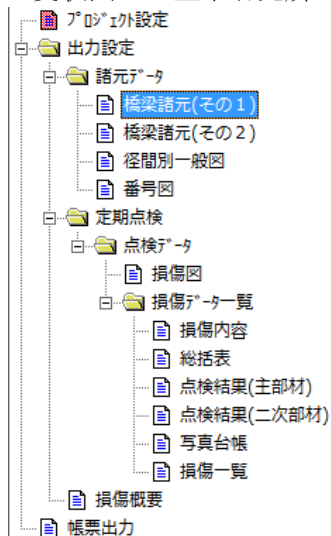 ﾌﾟﾛｼﾞｪｸﾄ設定
出力設定
諸元ﾃﾞｰﾀ
橋梁諸元(その１)
橋梁諸元(その２)
径間別一般図
番号図
定期点検
点検ﾃﾞｰﾀ
損傷図
損傷ﾃﾞｰﾀ一覧
損傷内容
総括表
点検結果(主部材)
点検結果(二次部材)
写真台帳
損傷一覧
損傷概要
帳票出力